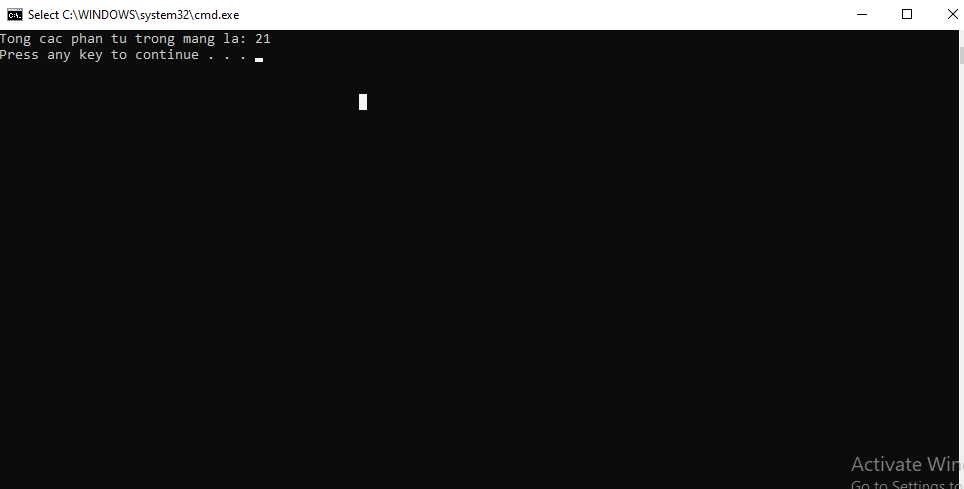 Select C:\WINDOWS\system32\cmd.exe
Tong cac phan tu trong mang la: 21
Press any key to continue . . .
Activate Win
Go to Settings to